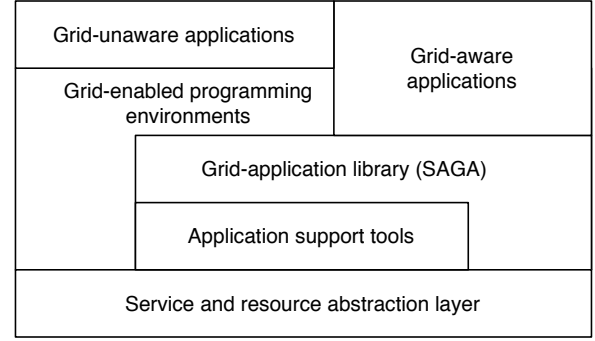 Grid-unaware applications
Grid-aware
applications
Grid-enabled programming
environments
Grid-application library (SAGA)
Application support tools
Service and resource abstraction layer